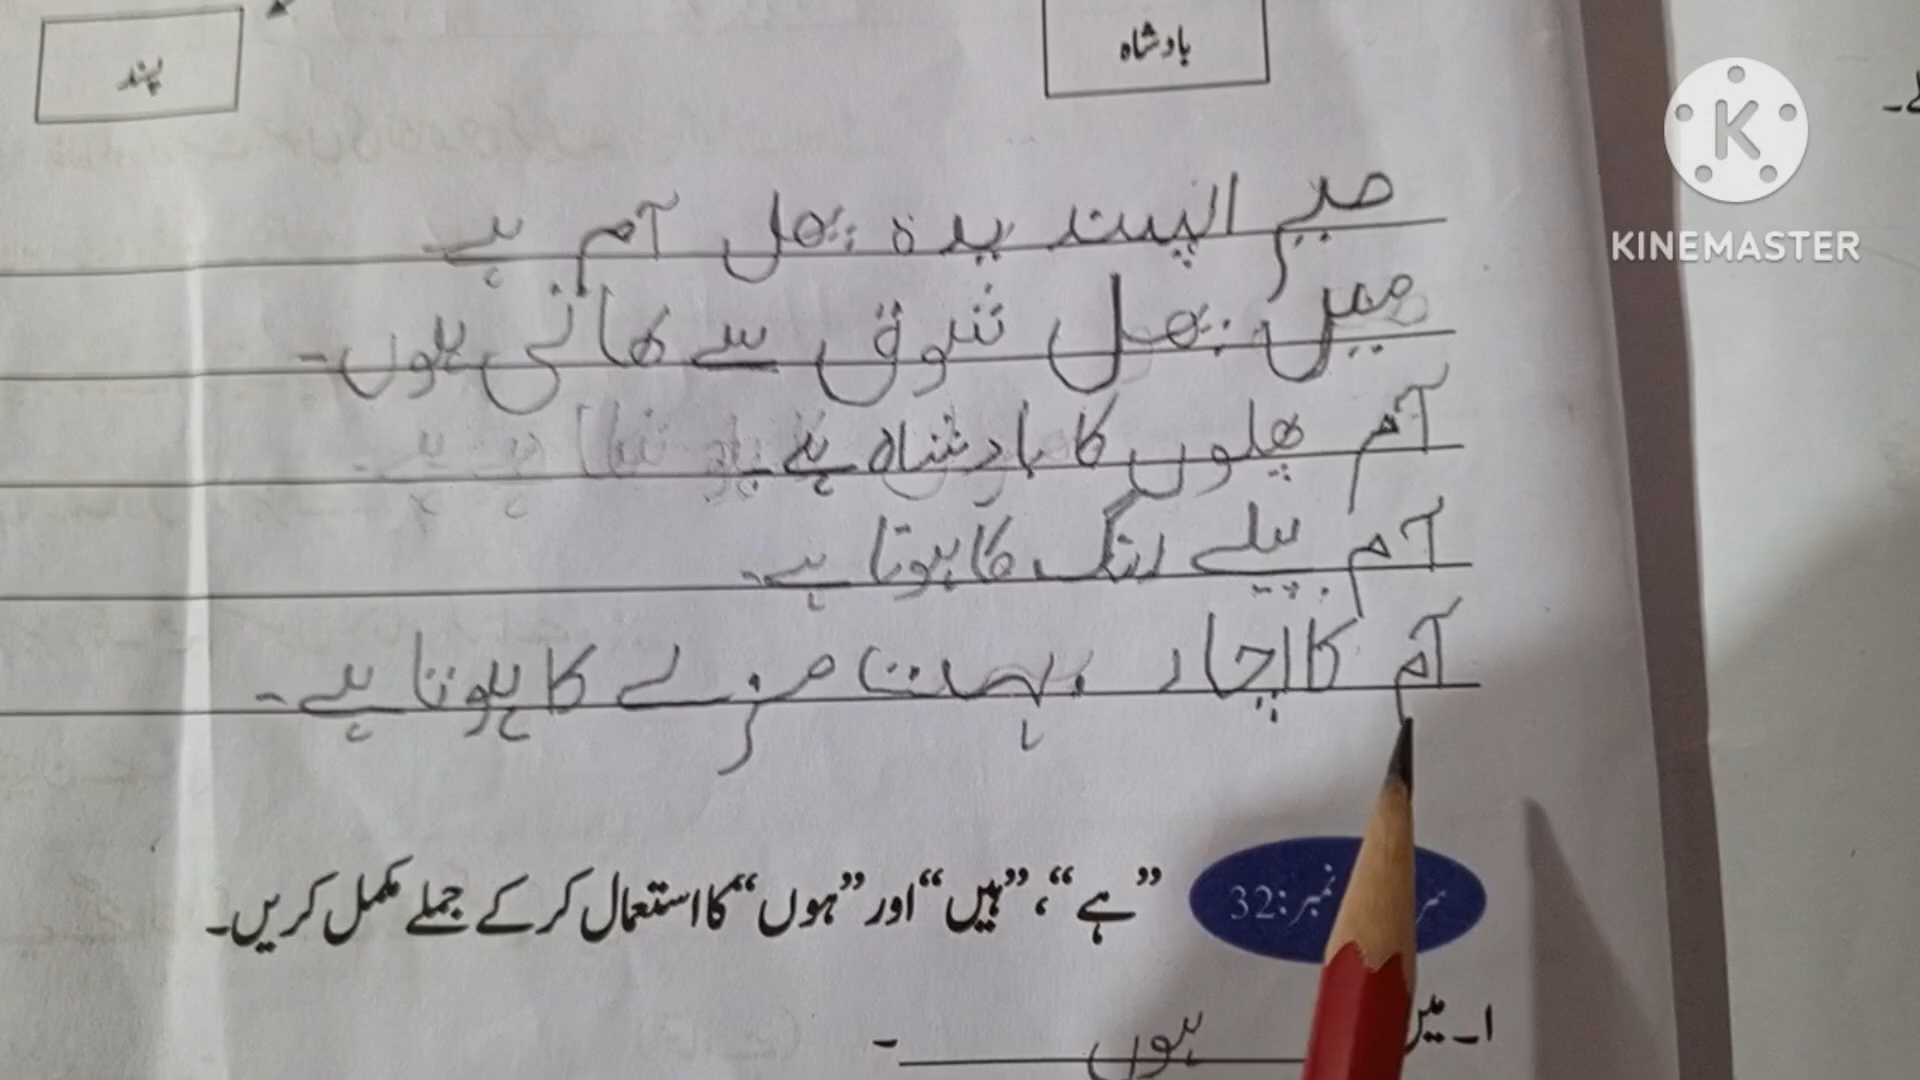 بادشاہ
پسند
میرا پسندیدہ پھل آم ہے
میں پھل شوق سے کھاتی ہوں۔
آم پھلوں کا بادشاہ ہے۔
آم پیلے رنگ کا ہوتا ہے۔
آم کا اچار بہت مزے کا ہوتا ہے۔
نمبر:32
”ہے“، ”ہیں“ اور ”ہوں“ کا استعمال کر کے جملے مکمل کریں۔
۱۔ میں ہوں ۔
KINEMASTER